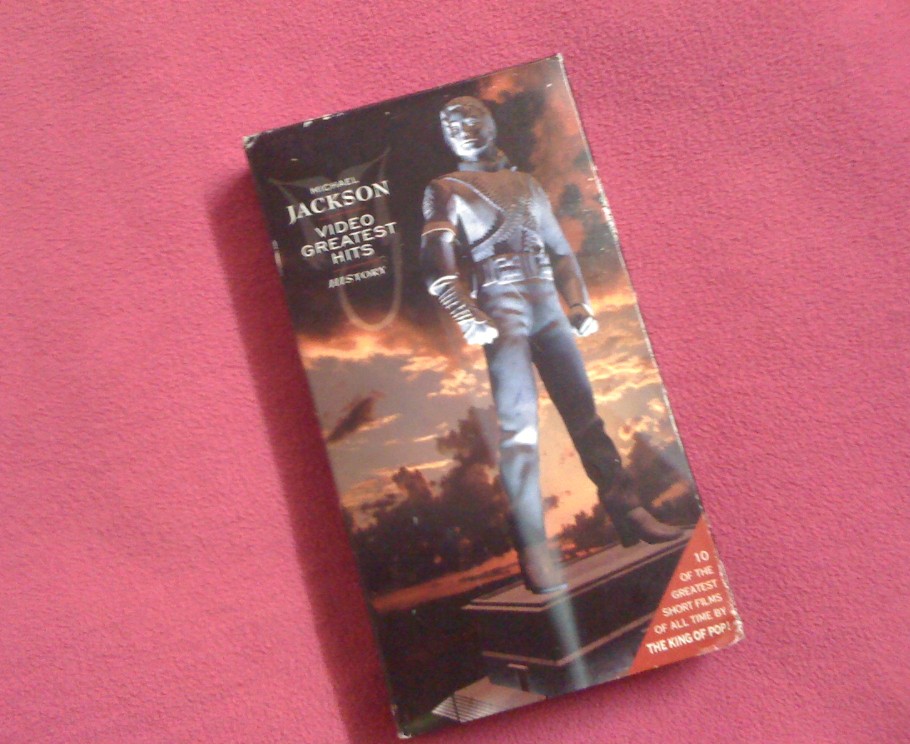 MICHAEL
JACKSON
VIDEO
GREATEST
HITS
HISTORY
10
OF THE
GREATEST
SHORT FILMS
OF ALL TIME BY
THE KING OF POP!